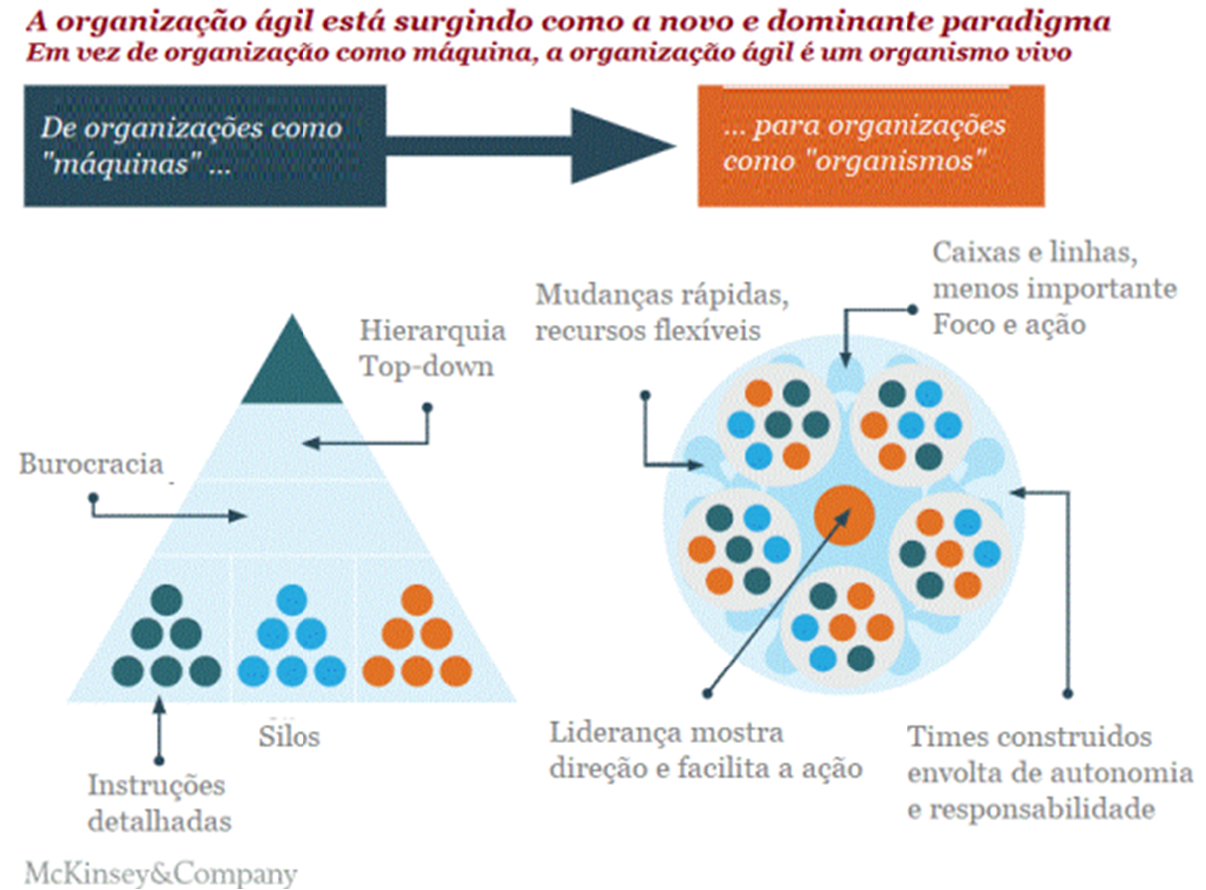 A organização ágil está surgindo como a novo e dominante paradigma
Em vez de organização como máquina, a organização ágil é um organismo vivo
De organizações como
"máquinas" ...
... para organizações
como "organismos"
Hierarquia
Top-down
Burocracia
Silos
Instruções
detalhadas
Mudanças rápidas,
recursos flexíveis
Caixas e linhas,
menos importante
Foco e ação
Liderança mostra
direção e facilita a ação
Times construidos
envolta de autonomia
e responsabilidade
McKinsey&Company